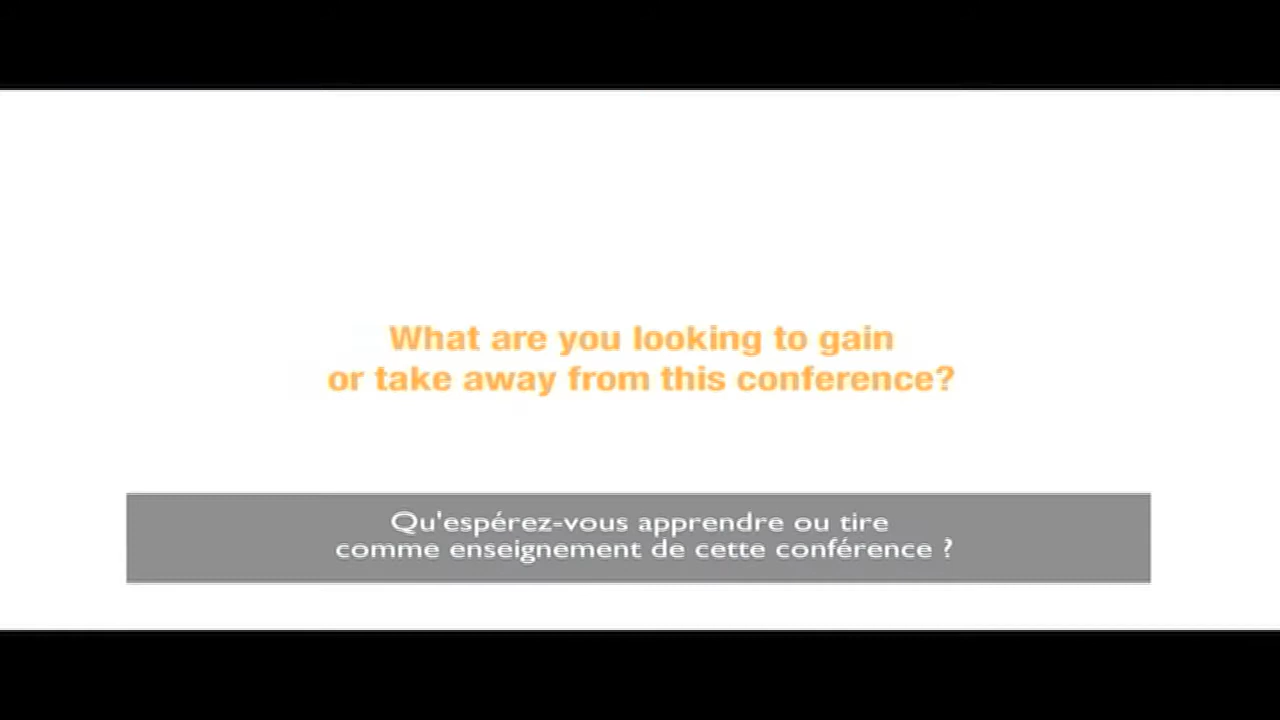 What are you looking to gain
or take away from this conference?
Qu'espérez-vous apprendre ou tire
comme enseignement de cette conférence ?